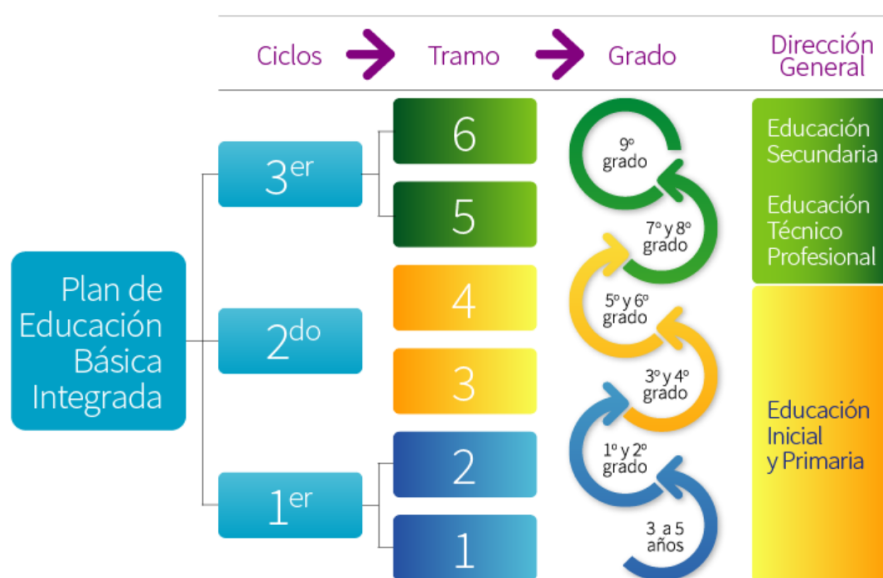 Ciclos
Tramo
Grado
Dirección
General
Plan de
Educación
Básica
Integrada
3er
2do
1er
6
5
4
3
2
1
9º
grado
7º y 8º
grado
5º y 6º
grado
3º y 4º
grado
1º y 2º
grado
3 a 5
años
Educación
Secundaria
Educación
Técnico
Profesional
Educación
Inicial
y Primaria